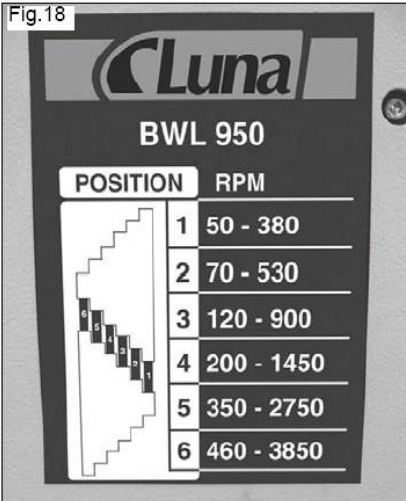 Fig.18
Luna
BWL 950
POSITION RPM
1 50 - 380
2 70 - 530
3 120 - 900
4 200 - 1450
5 350 - 2750
6 460 - 3850
6
5
4
3
2
1